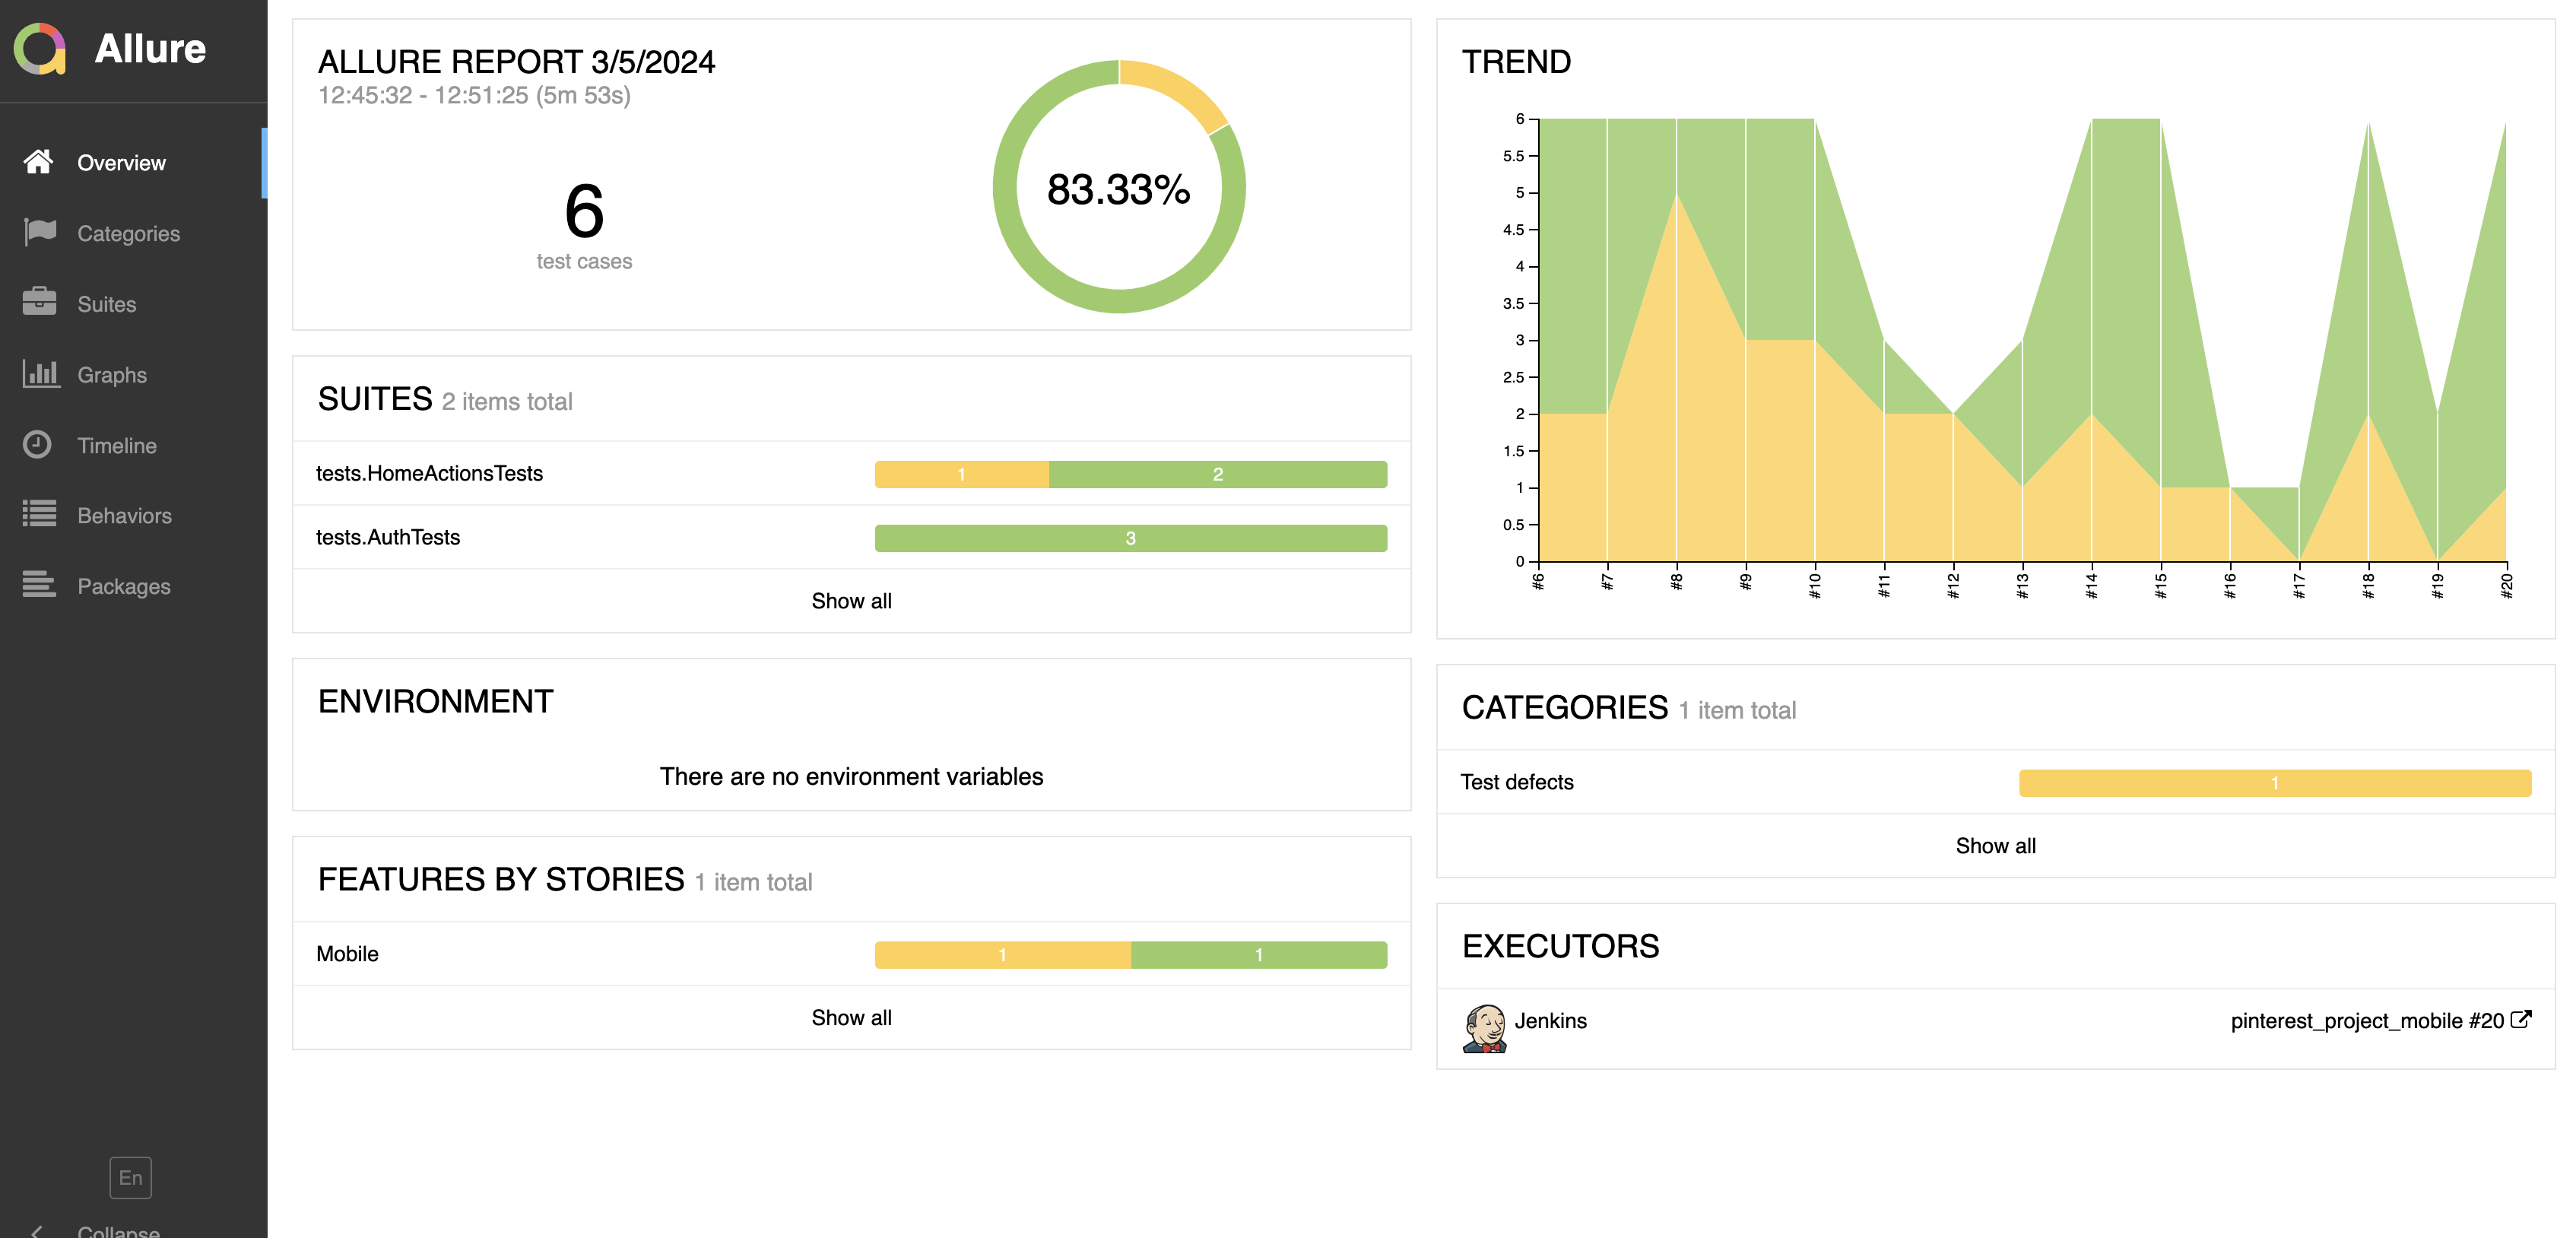 Allure
Overview
Categories
Suites
Graphs
Timeline
Behaviors
Packages
En
Collapse
ALLURE REPORT 3/5/2024
12:45:32 - 12:51:25 (5m 53s)
6
test cases
83.33%
SUITES 2 items total
tests.HomeActionsTests 1 2
tests.AuthTests 3
Show all
ENVIRONMENT
There are no environment variables
FEATURES BY STORIES 1 item total
Mobile 1 1
Show all
TREND
6
5.5
5
4.5
4
3.5
3
2.5
2
1.5
1
0.5
0
#6 #7 #8 #9 #10 #11 #12 #13 #14 #15 #16 #17 #18 #19 #20
CATEGORIES 1 item total
Test defects 1
Show all
EXECUTORS
Jenkins pinterest_project_mobile #20